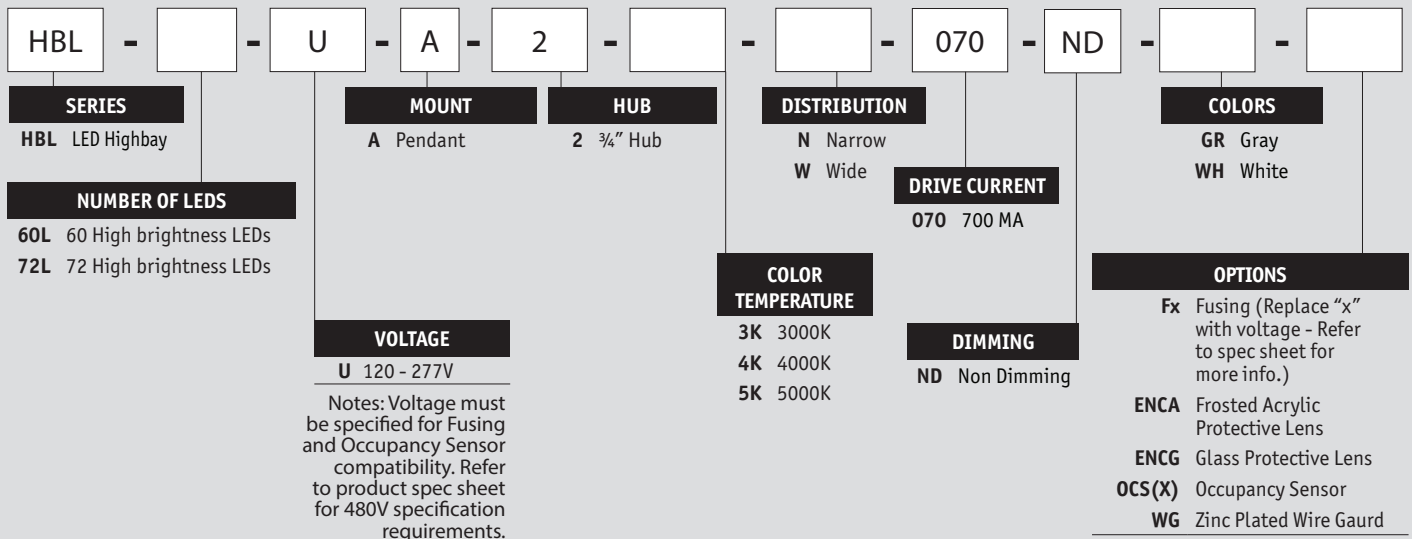 HBL - - U - A - 2 - - - 070 - ND - -
SERIES
HBL LED Highbay
NUMBER OF LEDS
60L 60 High brightness LEDs
72L 72 High brightness LEDs
VOLTAGE
U 120 - 277V
Notes: Voltage must
be specified for Fusing
and Occupancy Sensor
compatibility. Refer
to product spec sheet
for 480V specification
requirements.
MOUNT
A Pendant
HUB
2 ¾" Hub
COLOR
TEMPERATURE
3K 3000K
4K 4000K
5K 5000K
DISTRIBUTION
N Narrow
W Wide
DRIVE CURRENT
070 700 MA
DIMMING
ND Non Dimming
COLORS
GR Gray
WH White
OPTIONS
Fx Fusing (Replace "x"
with voltage - Refer
to spec sheet for
more info.)
ENCA Frosted Acrylic
Protective Lens
ENCG Glass Protective Lens
OCS(X) Occupancy Sensor
WG Zinc Plated Wire Gaurd